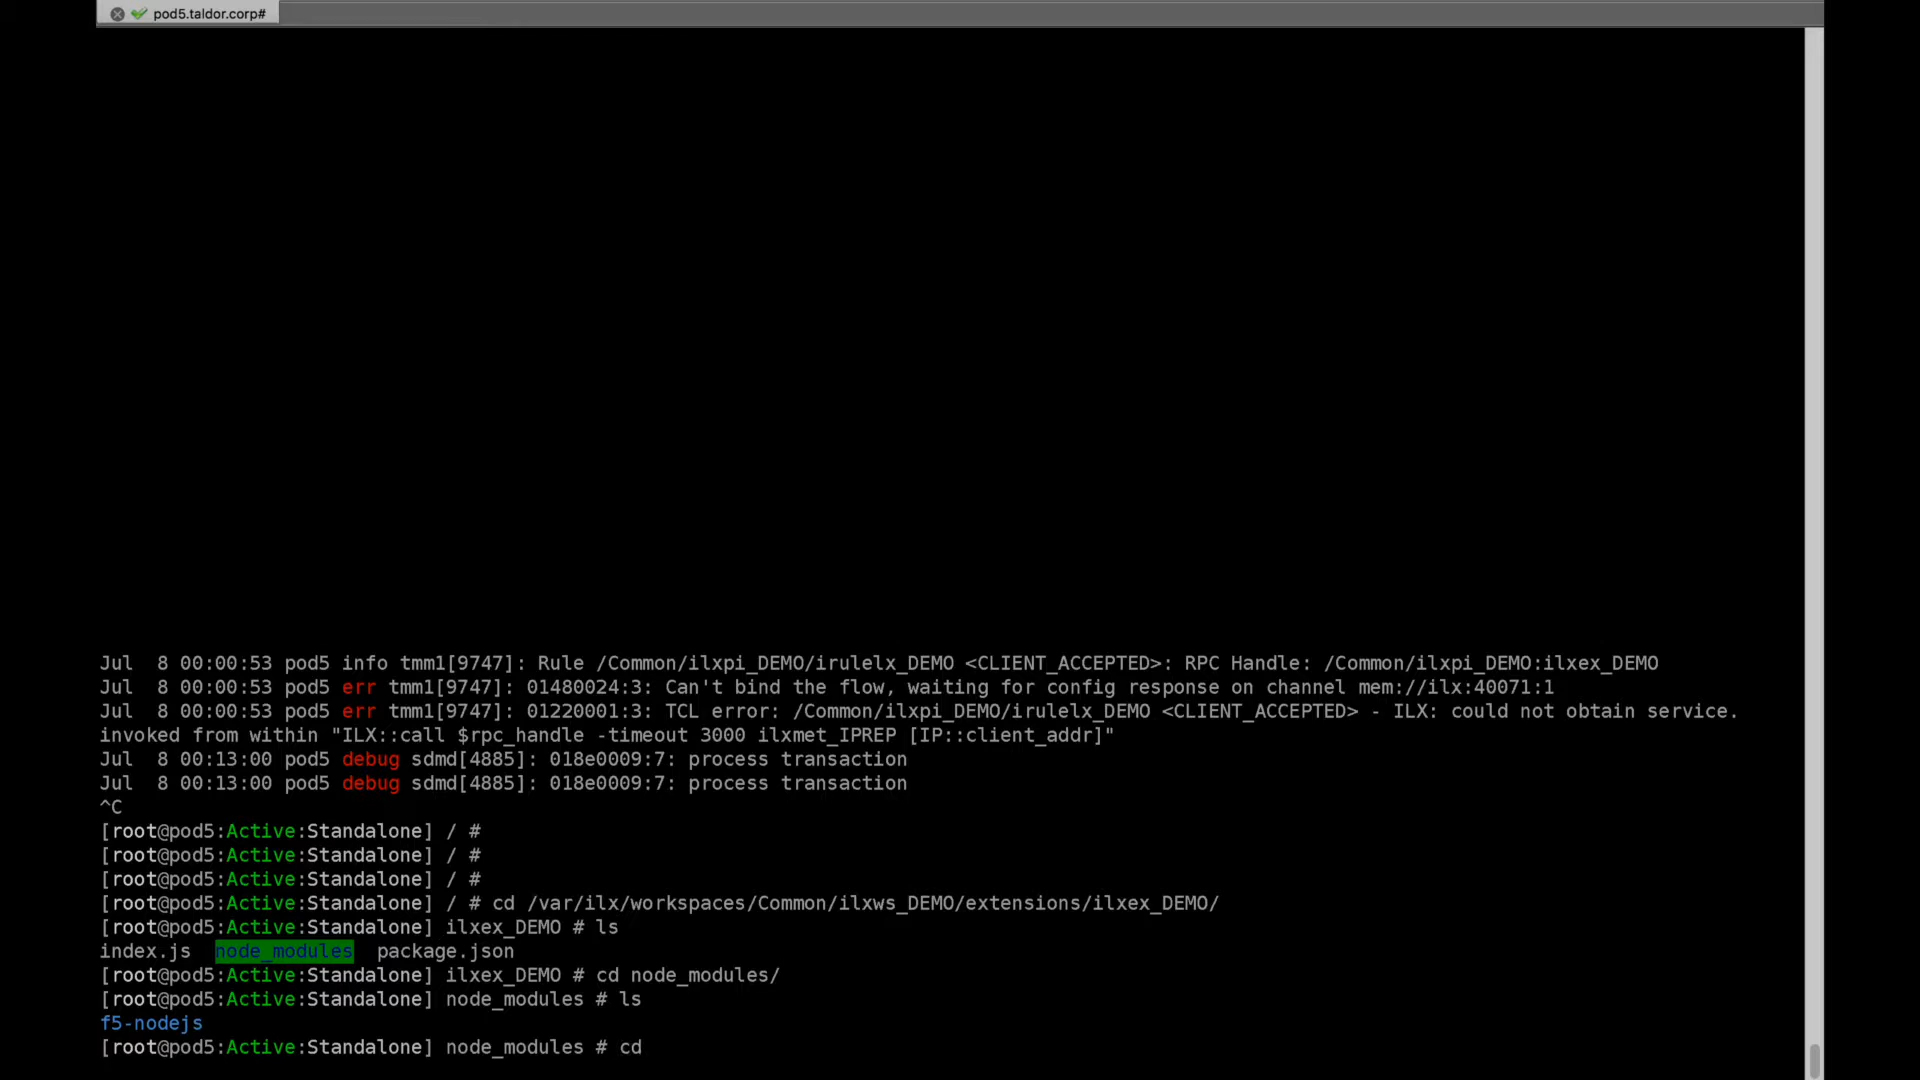 pod5.taldor.corp#
Jul  8 00:00:53 pod5 info tmm1[9747]: Rule /Common/ilxpi_DEMO/irulelx_DEMO <CLIENT_ACCEPTED>: RPC Handle: /Common/ilxpi_DEMO:ilxex_DEMO
Jul  8 00:00:53 pod5 err tmm1[9747]: 01480024:3: Can't bind the flow, waiting for config response on channel mem://ilx:40071:1
Jul  8 00:00:53 pod5 err tmm1[9747]: 01220001:3: TCL error: /Common/ilxpi_DEMO/irulelx_DEMO <CLIENT_ACCEPTED> - ILX: could not obtain service.
invoked from within "ILX::call $rpc_handle -timeout 3000 ilxmet_IPREP [IP::client_addr]"
Jul  8 00:13:00 pod5 debug sdmd[4885]: 018e0009:7: process transaction
Jul  8 00:13:00 pod5 debug sdmd[4885]: 018e0009:7: process transaction
^C
[root@pod5:Active:Standalone] / #
[root@pod5:Active:Standalone] / #
[root@pod5:Active:Standalone] / #
[root@pod5:Active:Standalone] / # cd /var/ilx/workspaces/Common/ilxws_DEMO/extensions/ilxex_DEMO/
[root@pod5:Active:Standalone] ilxex_DEMO # ls
index.js  node_modules  package.json
[root@pod5:Active:Standalone] ilxex_DEMO # cd node_modules/
[root@pod5:Active:Standalone] node_modules # ls
f5-nodejs
[root@pod5:Active:Standalone] node_modules # cd